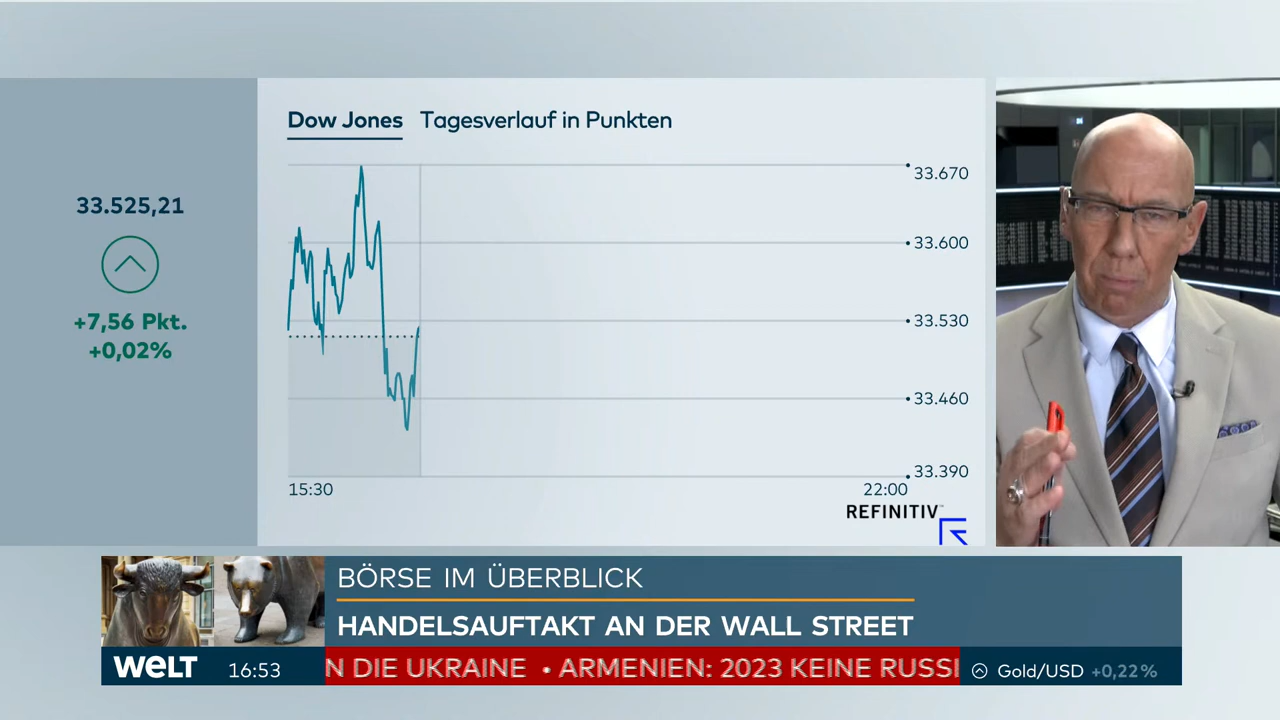 Dow Jones Tagesverlauf in Punkten
33.525,21
+7,56 Pkt.
+0,02%
33.670
33.600
33.530
33.460
33.390
15:30 22:00
REFINITIV
BÖRSE IM ÜBERBLICK
HANDELSAUFTAKT AN DER WALL STREET
welt 16:53 N DIE UKRAINE • ARMENIEN: 2023 KEINE RUSSI Gold/USD +0,22%